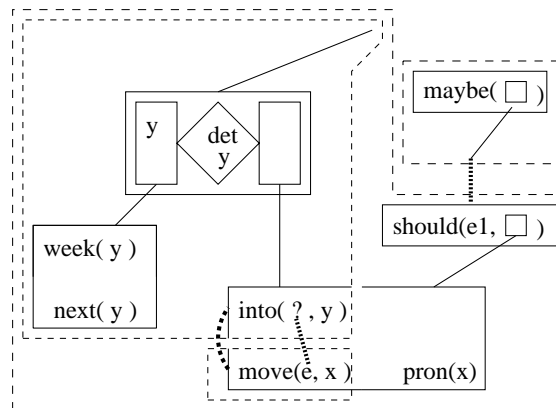 maybe( □ )
y
det
y
should(e1, □ )
week( y )
next( y )
into( ? , y )
move(e, x )
pron(x)